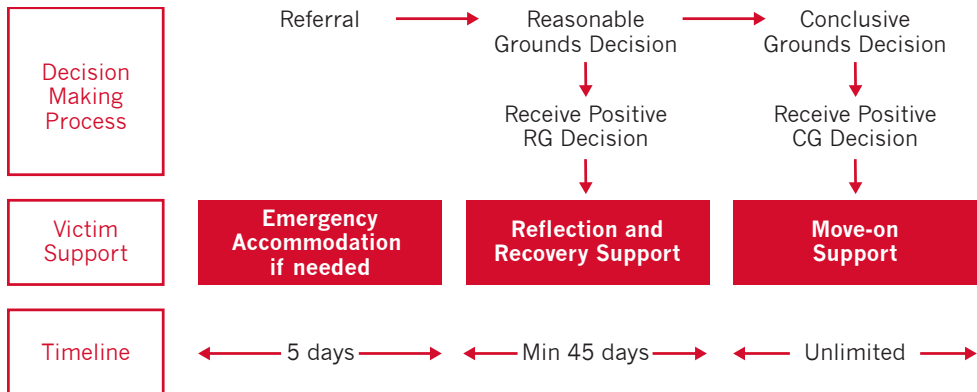 Decision
Making
Process
Referral
Reasonable
Grounds Decision
Conclusive
Grounds Decision
Receive Positive
RG Decision
Receive Positive
CG Decision
Victim
Support
Emergency
Accommodation
if needed
Reflection and
Recovery Support
Move-on
Support
Timeline
5 days
Min 45 days
Unlimited